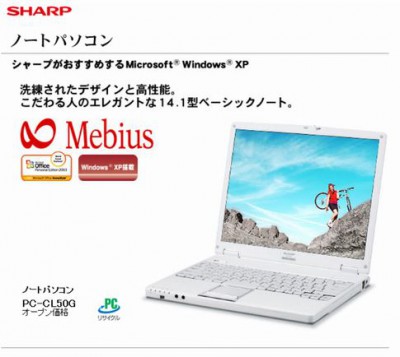 SHARP
ノートパソコン
シャープがおすすめするMicrosoft® Windows® XP
洗練されたデザインと高性能。
こだわる人のエレガントな14.1型ベーシックノート。
Mebius
Office
Windows® XP搭載
ノートパソコン
PC-CL50G
オープン価格
PC
リサイクル